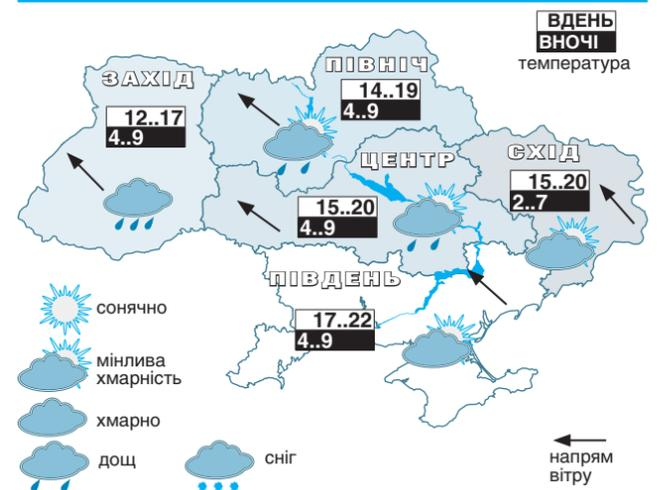 ВДЕНЬ
ВНОЧІ
температура
ЗАХІД
12..17
4..9
ПІВНІЧ
14..19
4..9
ЦЕНТР
15..20
4..9
СХІД
15..20
2..7
ПІВДЕНЬ
17..22
4..9
сонячно
мінлива
хмарність
хмарно
дощ
сніг
напрям
вітру